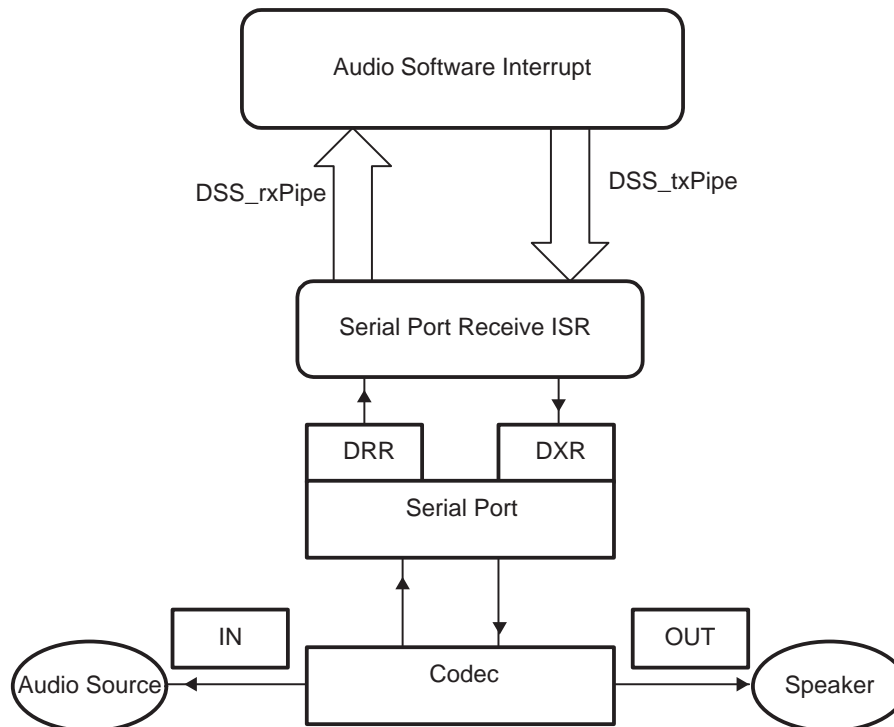 Audio Software Interrupt
DSS_rxPipe
DSS_txPipe
Serial Port Receive ISR
DRR
DXR
Serial Port
IN
OUT
Audio Source
Codec
Speaker